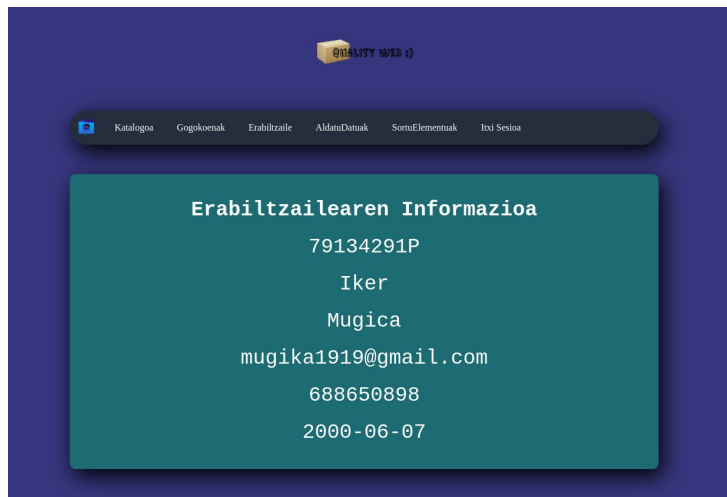 QUALITY WEB :)
Katalogoa Gogokoenak Erabiltzaile AldatuDatuak SortuElementuak Itxi Sesioa
Erabiltzailearen Informazioa
79134291P
Iker
Mugica
mugika1919@gmail.com
688650898
2000-06-07